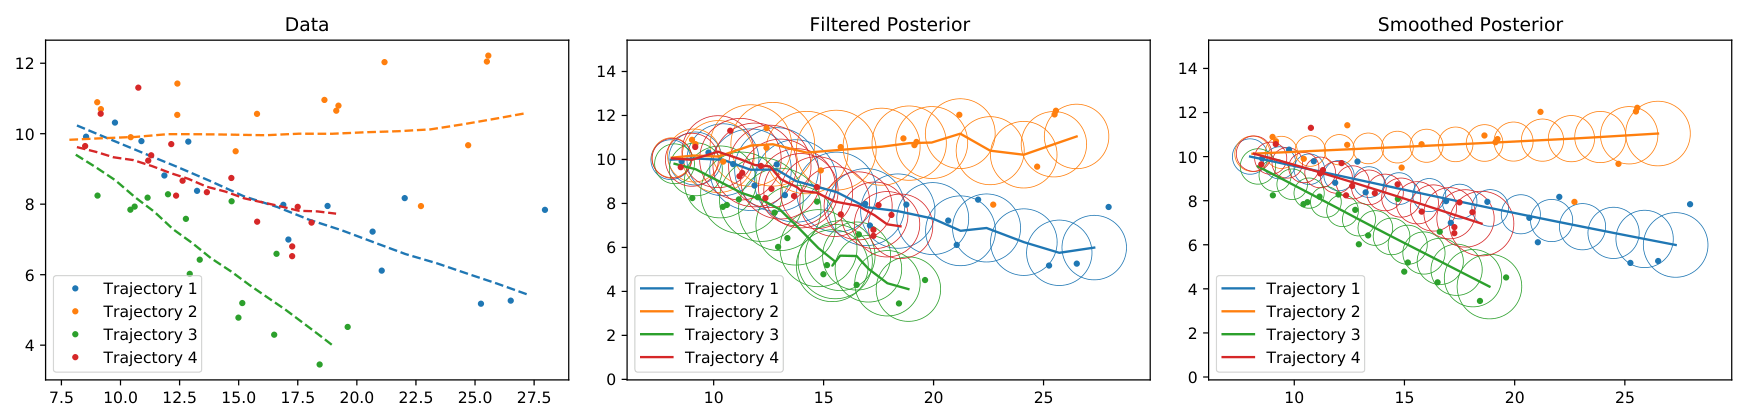 Data
12
10
8
6
4
7.5 10.0 12.5 15.0 17.5 20.0 22.5 25.0 27.5
Trajectory 1
Trajectory 2
Trajectory 3
Trajectory 4
Filtered Posterior
14
12
10
8
6
4
2
0
10 15 20 25
Trajectory 1
Trajectory 2
Trajectory 3
Trajectory 4
Smoothed Posterior
14
12
10
8
6
4
2
0
10 15 20 25
Trajectory 1
Trajectory 2
Trajectory 3
Trajectory 4